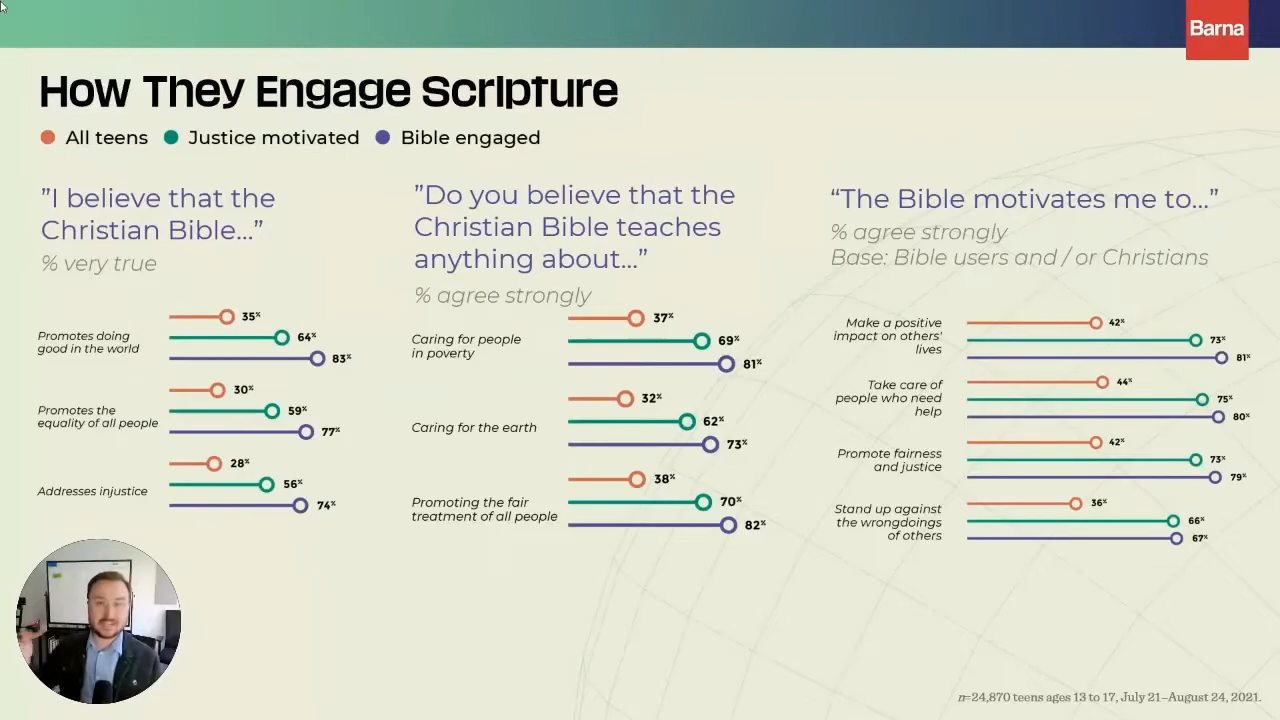 Barna
How They Engage Scripture
All teens Justice motivated Bible engaged
”I believe that the
Christian Bible...”
% very true
Promotes doing
good in the world
35%
64%
83%
Promotes the
equality of all people
30%
59%
77%
Addresses injustice
28%
56%
74%
”Do you believe that the
Christian Bible teaches
anything about...”
% agree strongly
Caring for people
in poverty
37%
69%
81%
Caring for the earth
32%
62%
73%
Promoting the fair
treatment of all people
38%
70%
82%
“The Bible motivates me to...”
% agree strongly
Base: Bible users and / or Christians
Make a positive
impact on others'
lives
42%
73%
81%
Take care of
people who need
help
44%
75%
80%
Promote fairness
and justice
42%
73%
79%
Stand up against
the wrongdoings
of others
36%
66%
67%
n=24,870 teens ages 13 to 17, July 21–August 24, 2021.